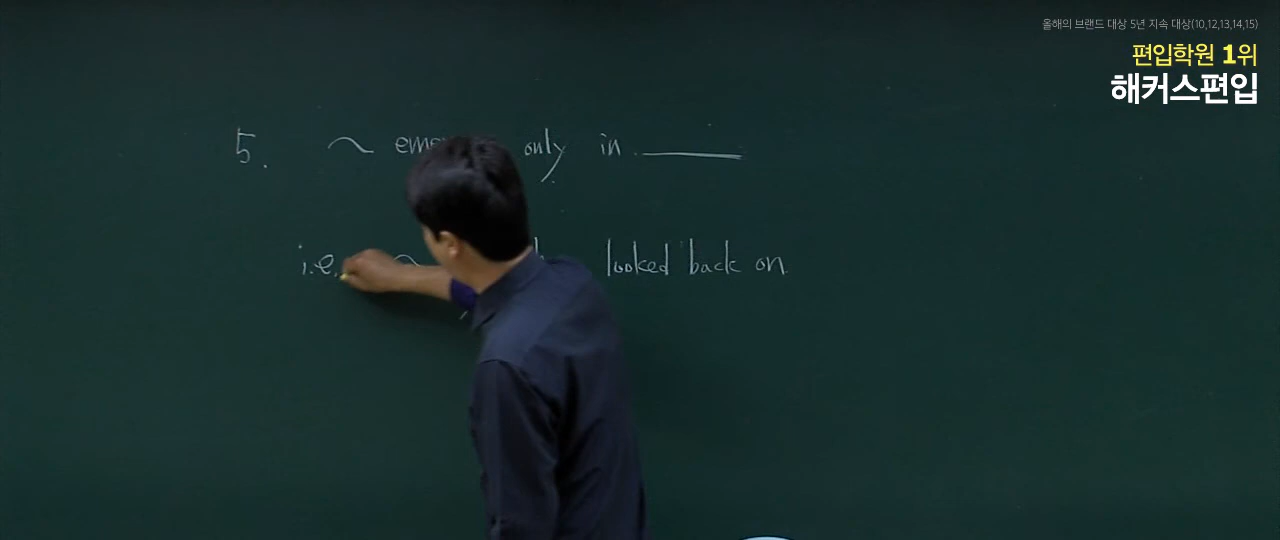 올해의 브랜드 대상 5년 지속 대상(10,12,13,14,15)
편입학원 1위
해커스편입
5. ~ only in ____
i.e. ~ looked back on